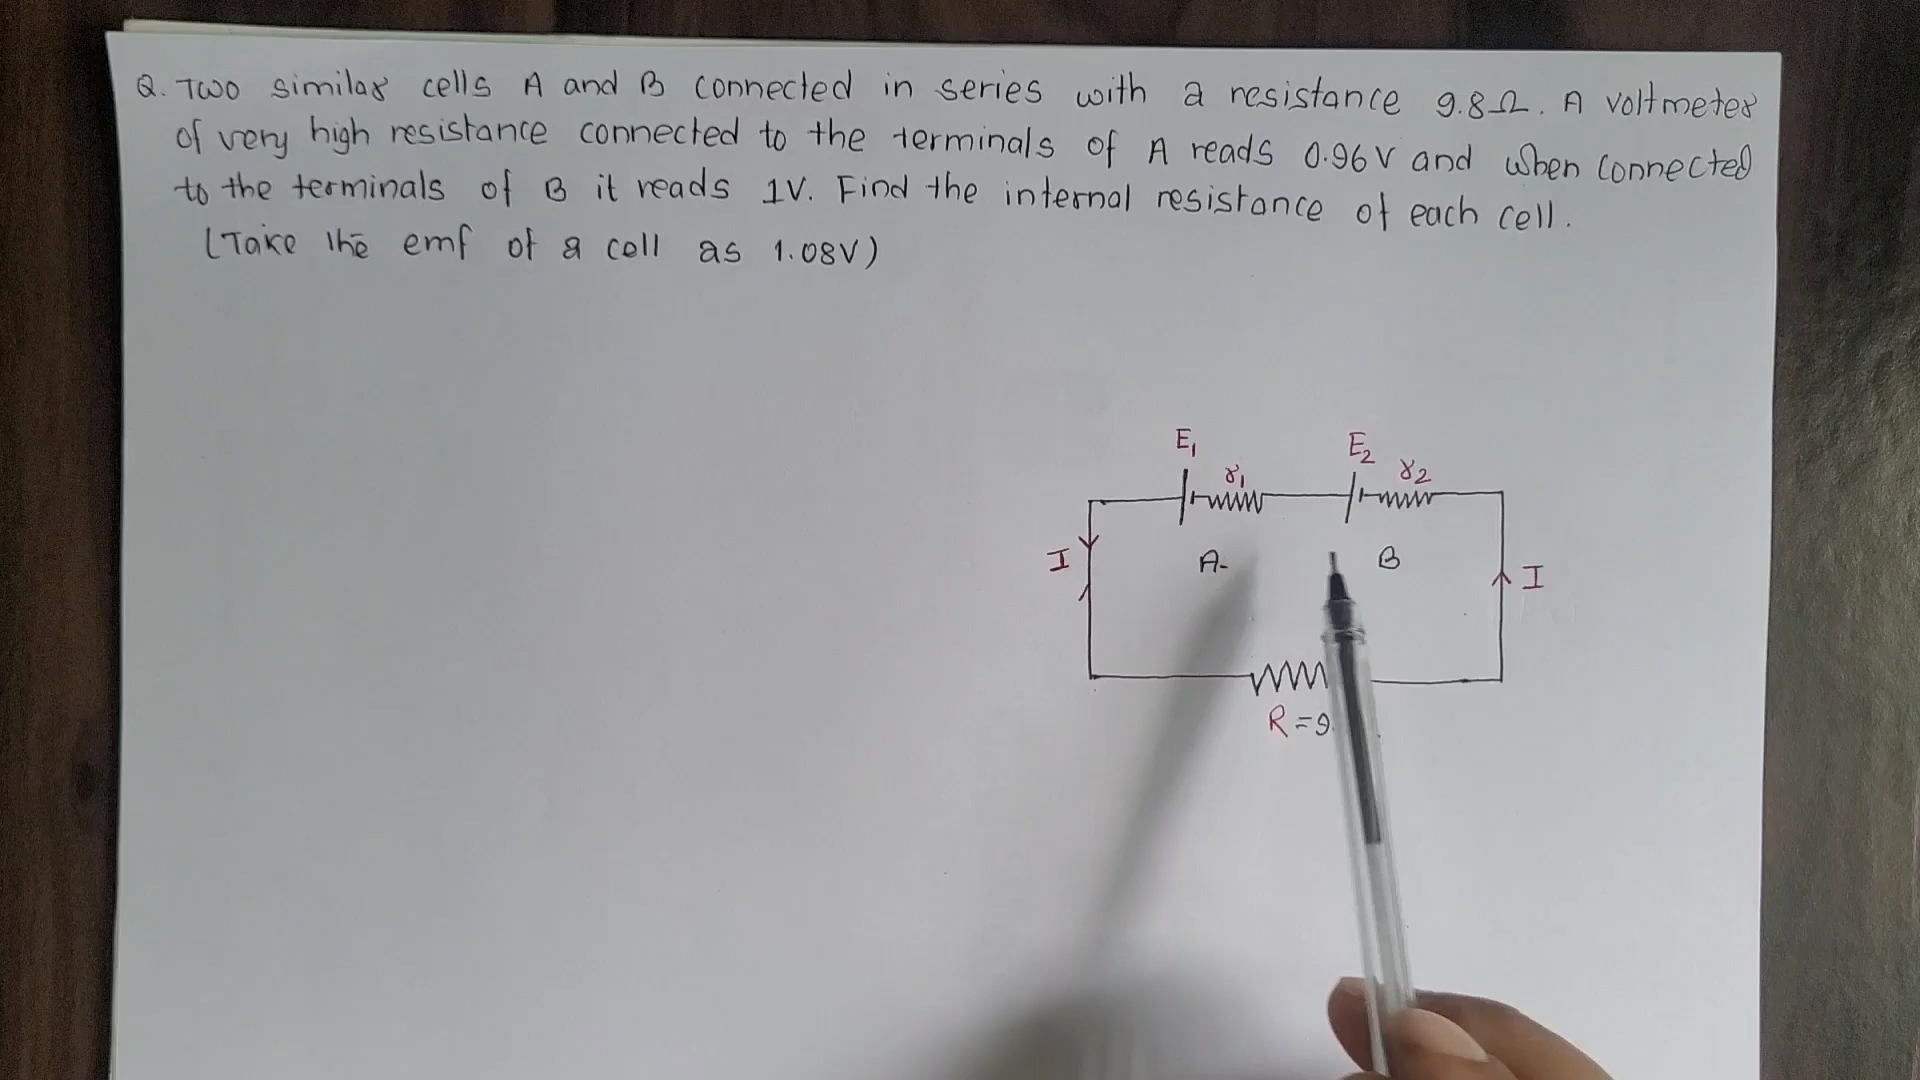 Q. Two similar cells A and B connected in series with a resistance 9.8Ω. A voltmeter
of very high resistance connected to the terminals of A reads 0.96V and when connected
to the terminals of B it reads 1V. Find the internal resistance of each cell.
(Take the emf of a cell as 1.08V)
E₁ E₂
r₁ r₂
I A B I
R = 9.